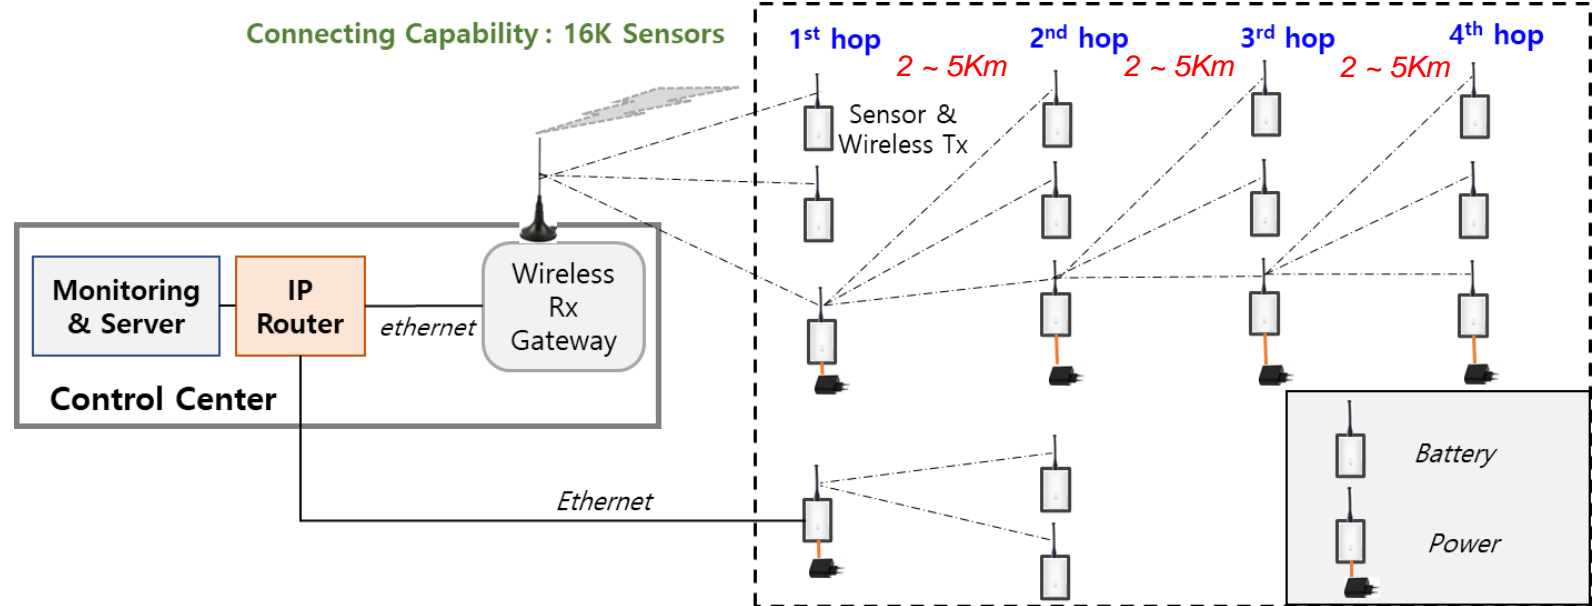 Connecting Capability : 16K Sensors
1st hop
2nd hop
3rd hop
4th hop
2 ~ 5Km
2 ~ 5Km
2 ~ 5Km
Sensor &
Wireless Tx
Monitoring
& Server
IP
Router
ethernet
Wireless
Rx
Gateway
Control Center
Ethernet
Battery
Power